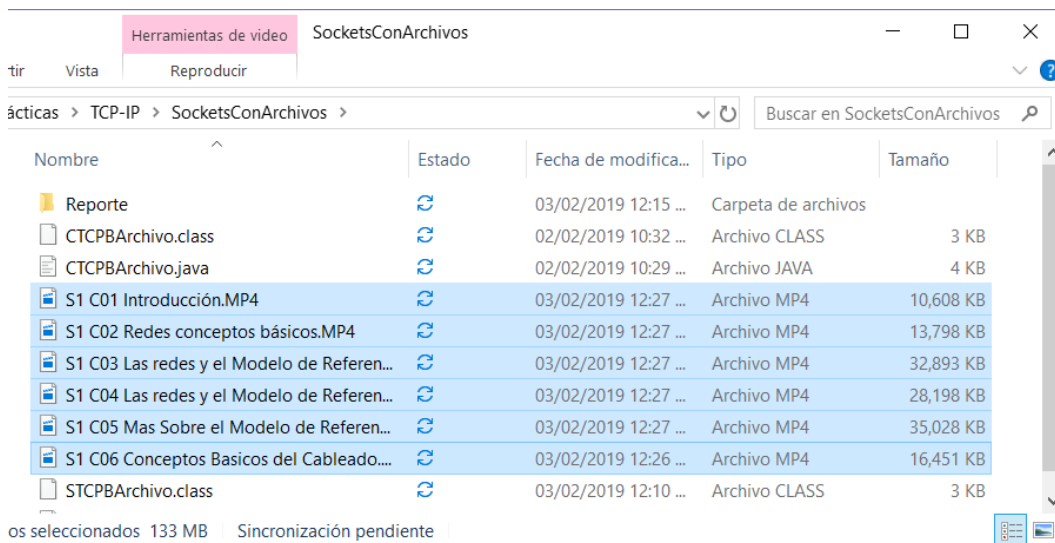 Herramientas de video SocketsConArchivos
rtir Vista Reproducir
ácticas > TCP-IP > SocketsConArchivos > Buscar en SocketsConArchivos
Nombre Estado Fecha de modifica... Tipo Tamaño
Reporte 03/02/2019 12:15 ... Carpeta de archivos
CTCPBArchivo.class 02/02/2019 10:32 ... Archivo CLASS 3 KB
CTCPBArchivo.java 02/02/2019 10:29 ... Archivo JAVA 4 KB
S1 C01 Introducción.MP4 03/02/2019 12:27 ... Archivo MP4 10,608 KB
S1 C02 Redes conceptos básicos.MP4 03/02/2019 12:27 ... Archivo MP4 13,798 KB
S1 C03 Las redes y el Modelo de Referen... 03/02/2019 12:27 ... Archivo MP4 32,893 KB
S1 C04 Las redes y el Modelo de Referen... 03/02/2019 12:27 ... Archivo MP4 28,198 KB
S1 C05 Mas Sobre el Modelo de Referen... 03/02/2019 12:27 ... Archivo MP4 35,028 KB
S1 C06 Conceptos Basicos del Cableado.... 03/02/2019 12:26 ... Archivo MP4 16,451 KB
STCPBArchivo.class 03/02/2019 12:10 ... Archivo CLASS 3 KB
os seleccionados 133 MB Sincronización pendiente